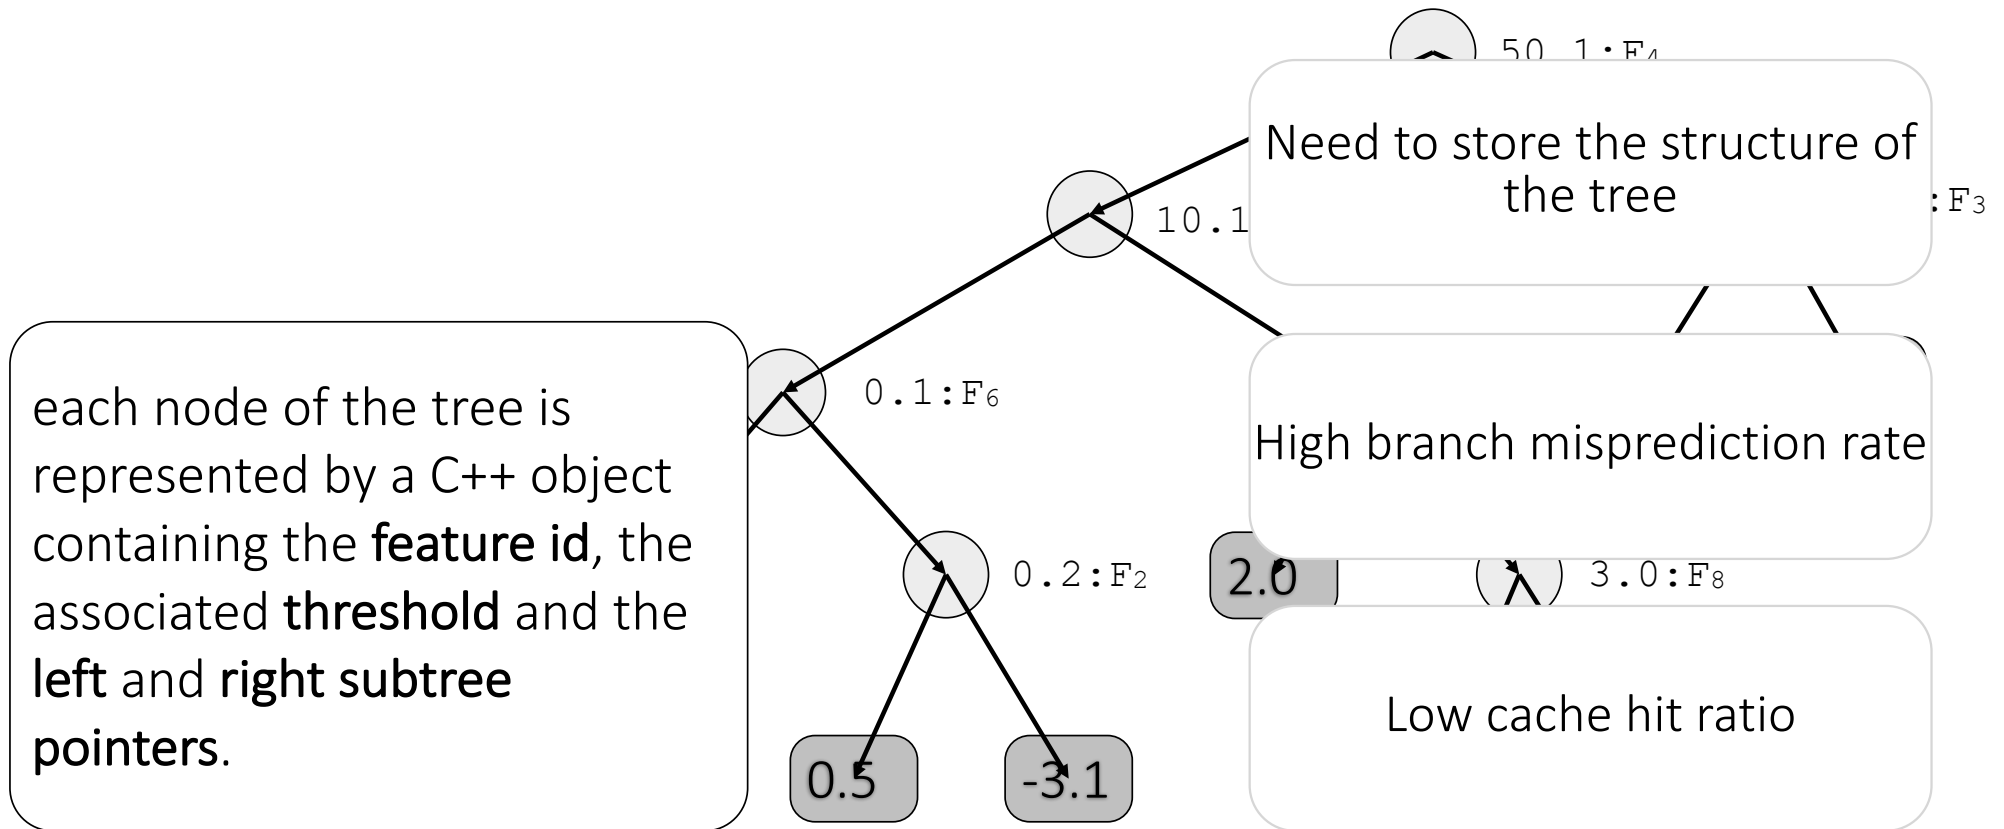 50.1:F4
Need to store the structure of
the tree
10.1
:F3
each node of the tree is
represented by a C++ object
containing the feature id, the
associated threshold and the
left and right subtree
pointers.
0.1:F6
High branch misprediction rate
0.2:F2
2.0
3.0:F8
Low cache hit ratio
0.5
-3.1